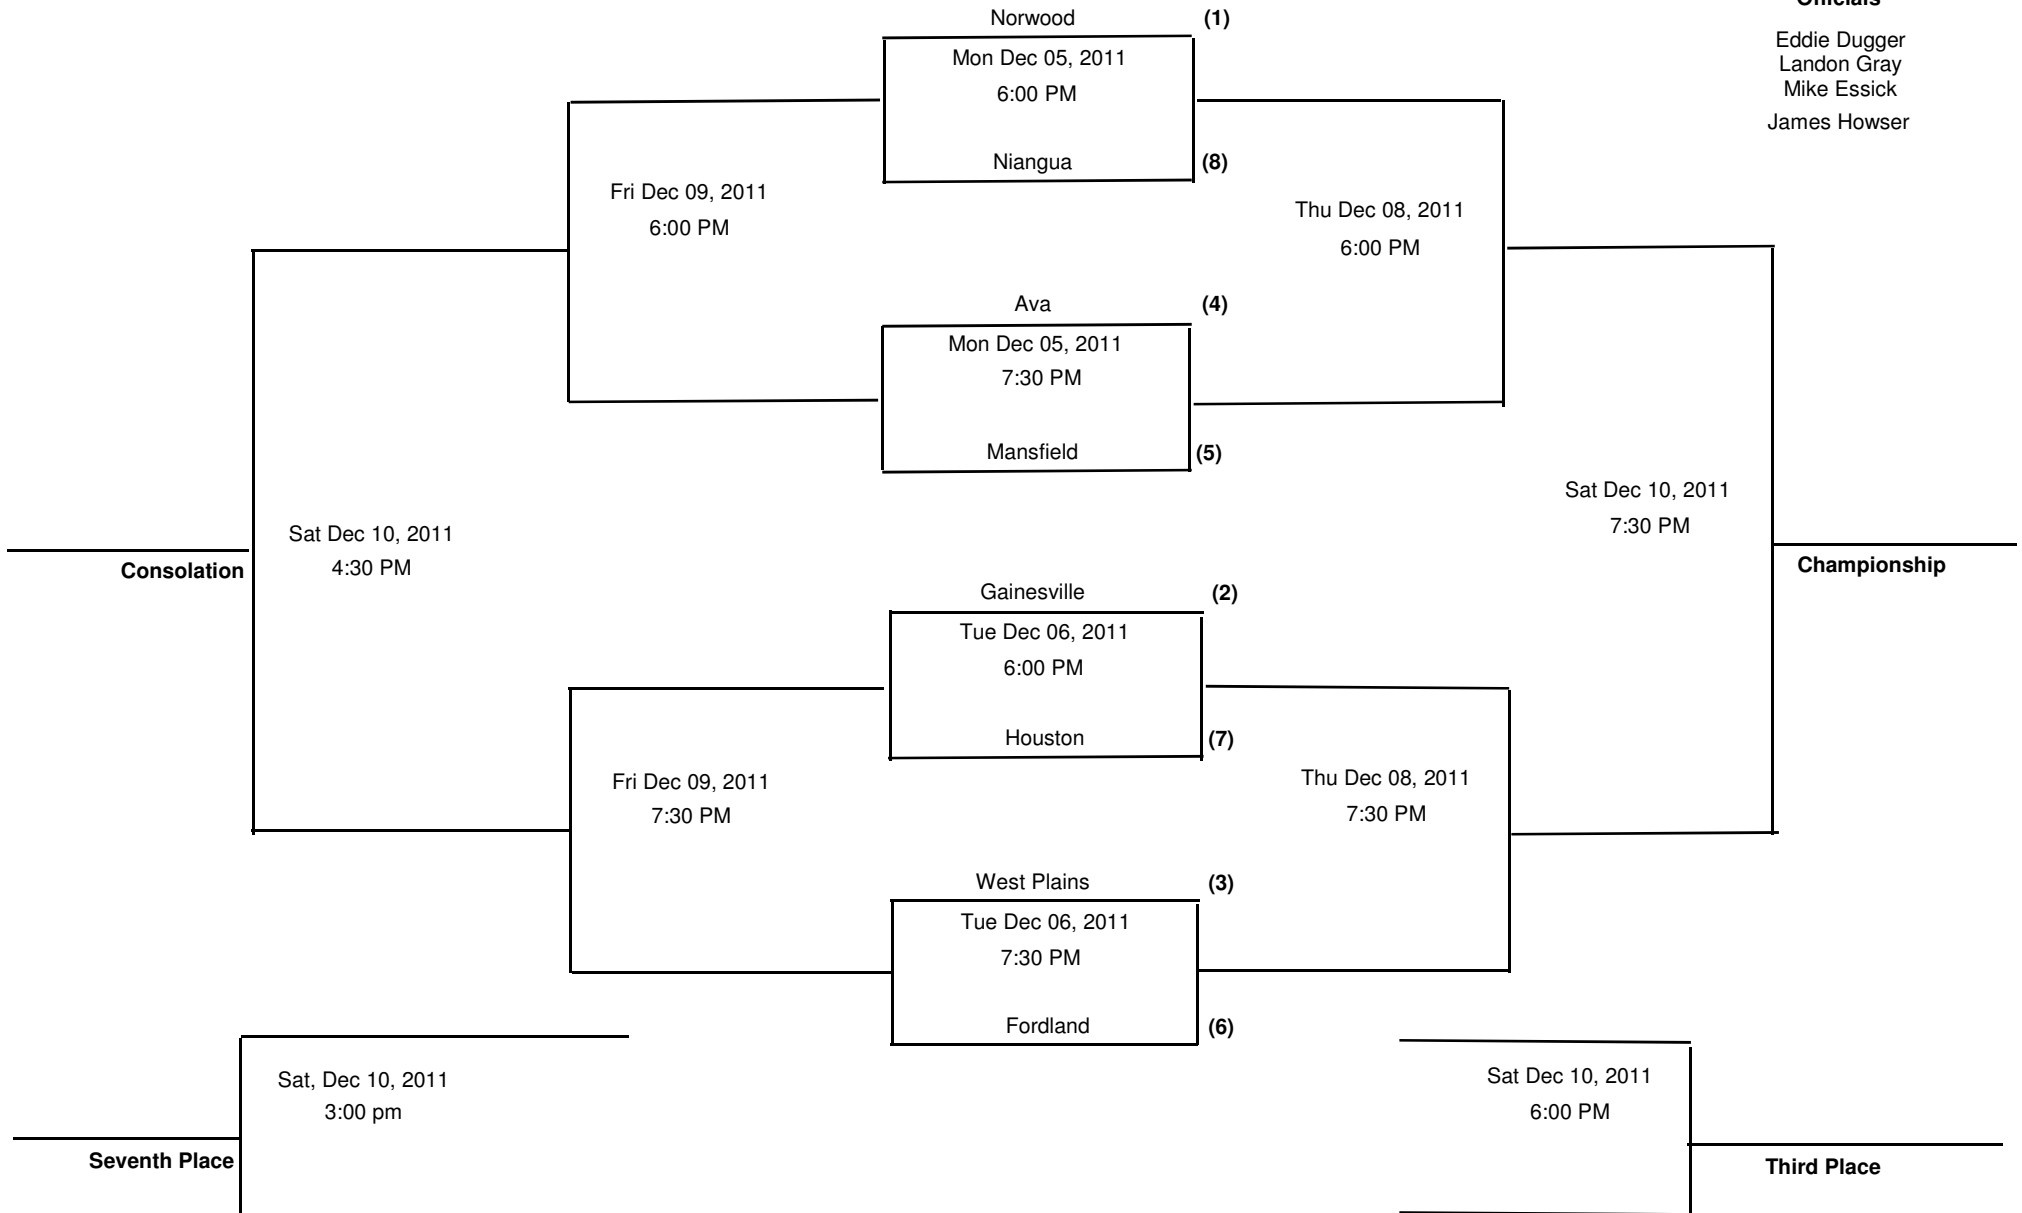 Officials
Norwood (1)
Eddie Dugger
Mon Dec 05, 2011
Landon Gray
6:00 PM
Mike Essick
James Howser
Niangua (8)
Fri Dec 09, 2011
6:00 PM
Thu Dec 08, 2011
6:00 PM
Ava (4)
Mon Dec 05, 2011
7:30 PM
Mansfield (5)
Sat Dec 10, 2011
7:30 PM
Sat Dec 10, 2011
4:30 PM
Consolation
Championship
Gainesville (2)
Tue Dec 06, 2011
6:00 PM
Houston (7)
Fri Dec 09, 2011
7:30 PM
Thu Dec 08, 2011
7:30 PM
West Plains (3)
Tue Dec 06, 2011
7:30 PM
Fordland (6)
Sat, Dec 10, 2011
3:00 pm
Sat Dec 10, 2011
6:00 PM
Seventh Place
Third Place